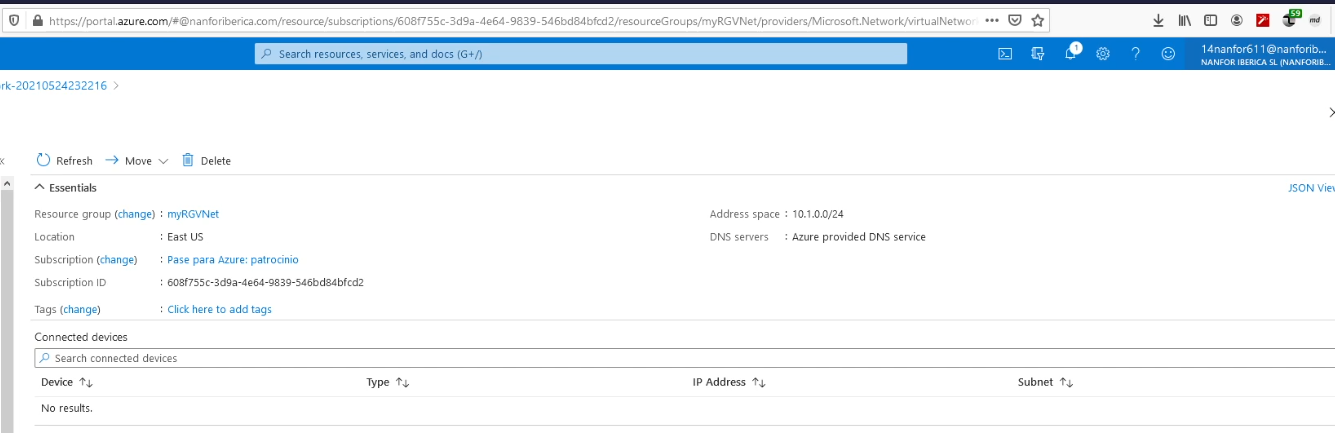 https://portal.azure.com/#@nanforiberica.com/resource/subscriptions/608f755c-3d9a-4e64-9839-546bd84bfcd2/resourceGroups/myRGVNet/providers/Microsoft.Network/virtualNetwor
59
md
Search resources, services, and docs (G+/)
1
14nanfor611@nanforib...
NANFOR IBERICA SL (NANFORIB...
rk-20210524232216 >
Refresh Move Delete
Essentials JSON View
Resource group (change) : myRGVNet Address space : 10.1.0.0/24
Location : East US DNS servers : Azure provided DNS service
Subscription (change) : Pase para Azure: patrocinio
Subscription ID : 608f755c-3d9a-4e64-9839-546bd84bfcd2
Tags (change) : Click here to add tags
Connected devices
Search connected devices
Device ↑↓ Type ↑↓ IP Address ↑↓ Subnet ↑↓
No results.